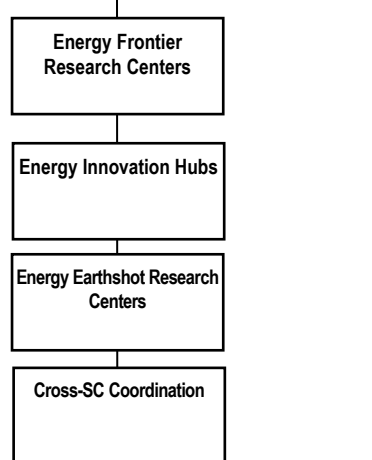 Energy Frontier
Research Centers
Energy Innovation Hubs
Energy Earthshot Research
Centers
Cross-SC Coordination